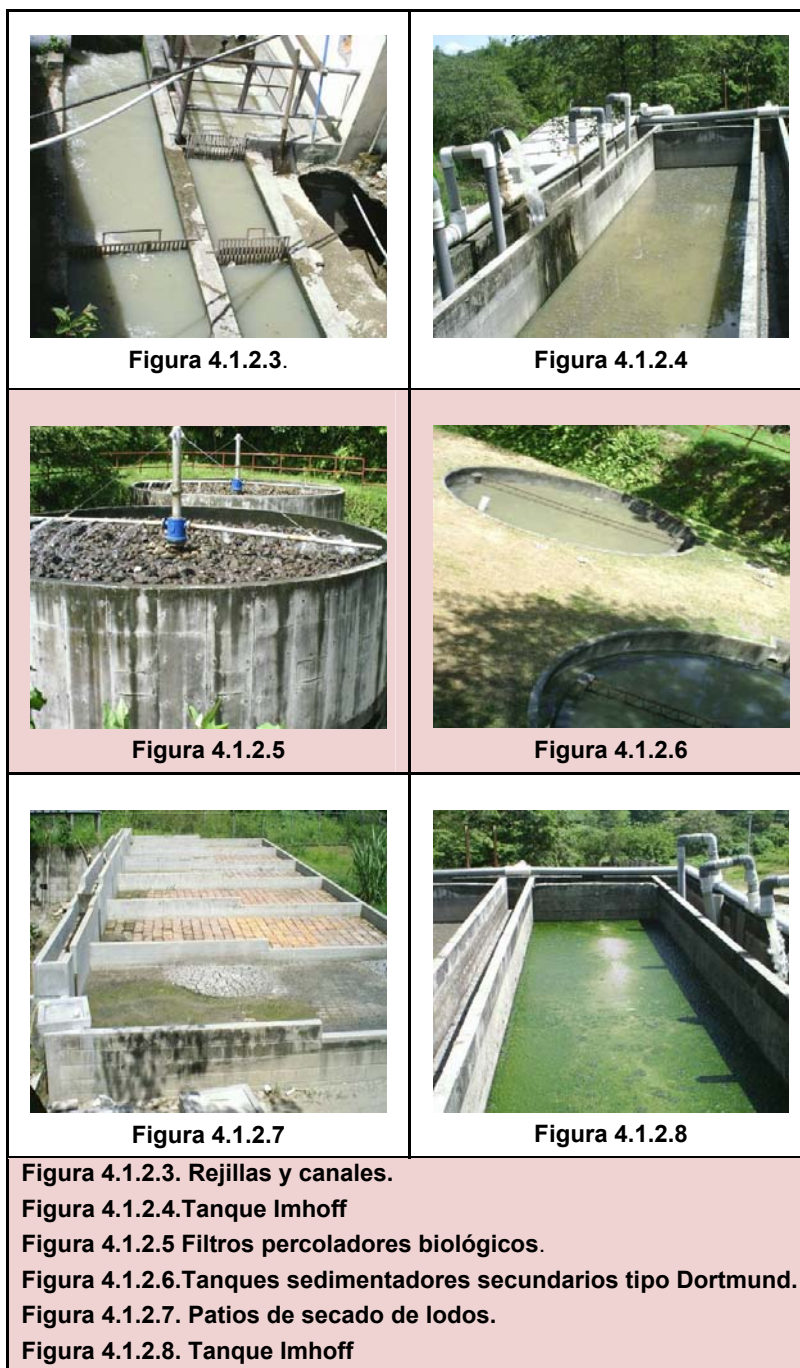 Figura 4.1.2.3.
Figura 4.1.2.4
Figura 4.1.2.5
Figura 4.1.2.6
Figura 4.1.2.7
Figura 4.1.2.8
Figura 4.1.2.3. Rejillas y canales.
Figura 4.1.2.4.Tanque Imhoff
Figura 4.1.2.5 Filtros percoladores biológicos.
Figura 4.1.2.6.Tanques sedimentadores secundarios tipo Dortmund.
Figura 4.1.2.7. Patios de secado de lodos.
Figura 4.1.2.8. Tanque Imhoff